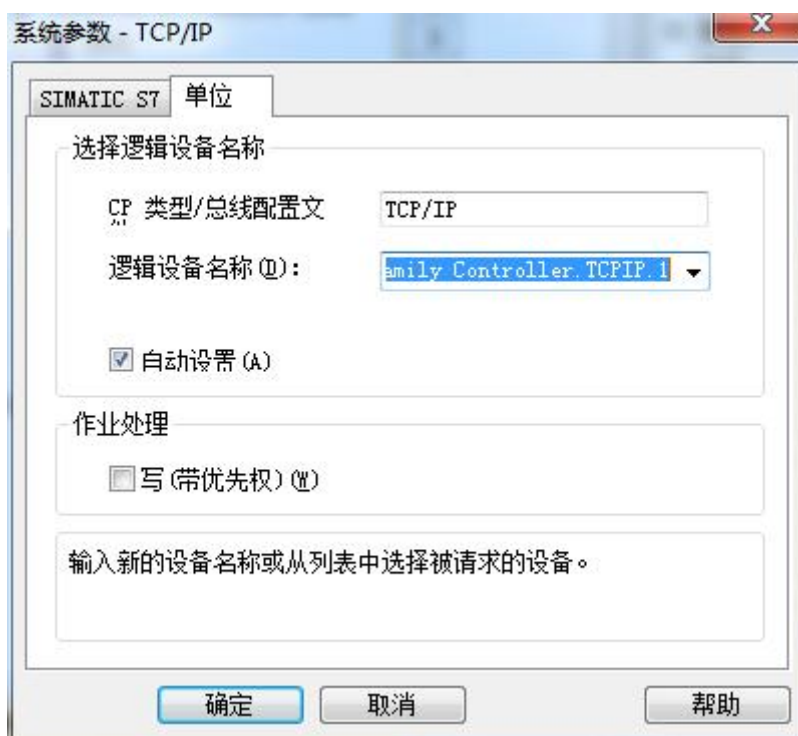 系统参数 - TCP/IP
SIMATIC S7 单位
选择逻辑设备名称
CP 类型/总线配置文 TCP/IP
逻辑设备名称(D): amily Controller.TCPIP.1
自动设置(A)
作业处理
写(带优先权)(W)
输入新的设备名称或从列表中选择被请求的设备。
确定 取消 帮助